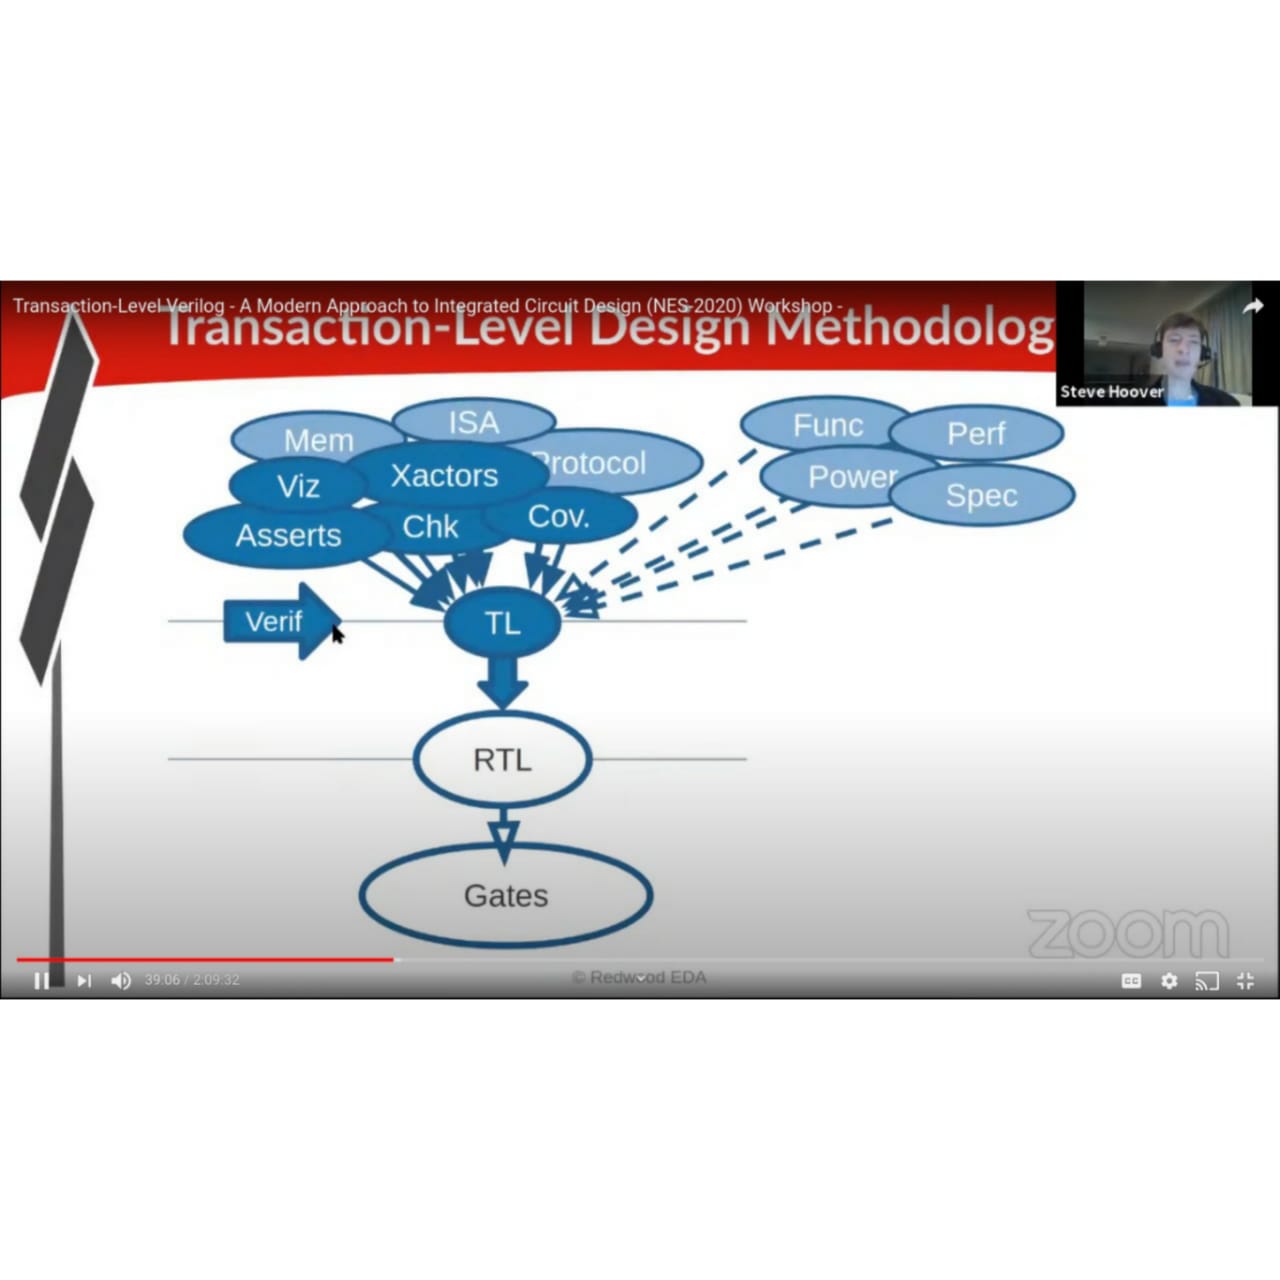 Transaction-Level Verilog - A Modern Approach to Integrated Circuit Design (NES-2020) Workshop -
Transaction-Level Design Methodolog
Steve Hoover
Mem
ISA
Protocol
Viz
Xactors
Asserts
Chk
Cov.
Func
Perf
Power
Spec
Verif
TL
RTL
Gates
zoom
39:06 / 2:09:32
© Redwood EDA
CC